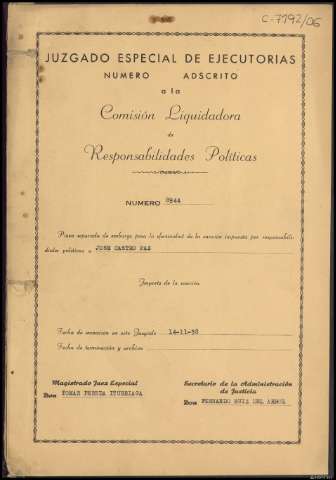 C-7792/06
JUZGADO ESPECIAL DE EJECUTORIAS
NUMERO ADSCRITO
a la
Comisión Liquidadora
de
Responsabilidades Políticas
NUMERO 8944
Pieza separada de embargo para la efectividad de la sanción impuesta por responsabili-
dades políticas a JOSE CASTRO PAZ
Importe de la sanción
Fecha de incoación en este Juzgado 14-11-58
Fecha de terminación y archivo
Magistrado Juez Especial
Don TOMAS PEREDA ITURRIAGA
Secretario de la Administración
de Justicia
Don FERNANDO RUIZ DEL ARBOL